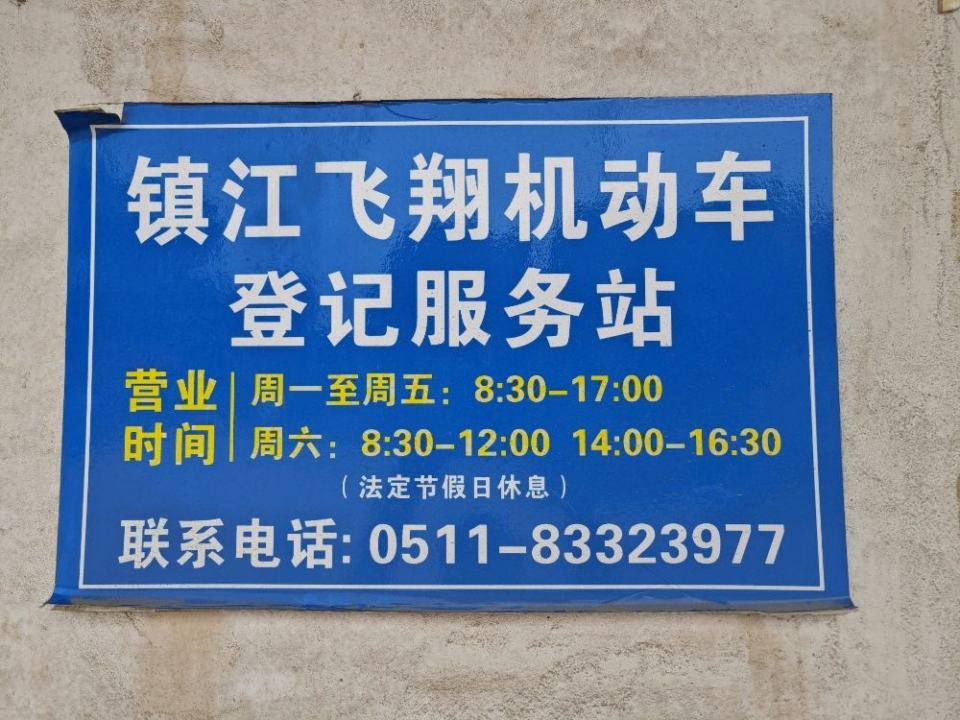 镇江飞翔机动车
登记服务站
营业时间
周一至周五：8:30-17:00
周六：8:30-12:00 14:00-16:30
（法定节假日休息）
联系电话：0511-83323977